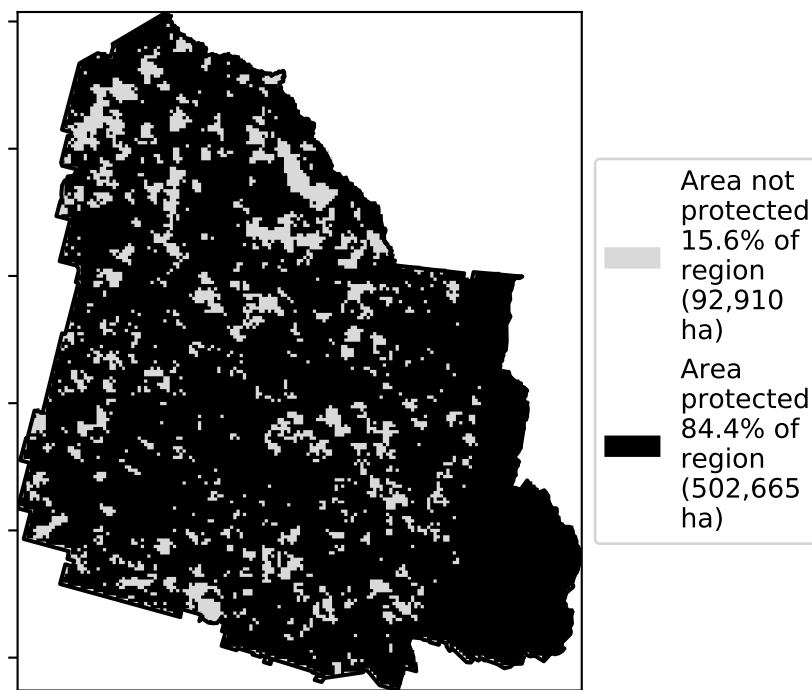 Area not
protected
15.6% of
region
(92,910
ha)
Area
protected
84.4% of
region
(502,665
ha)